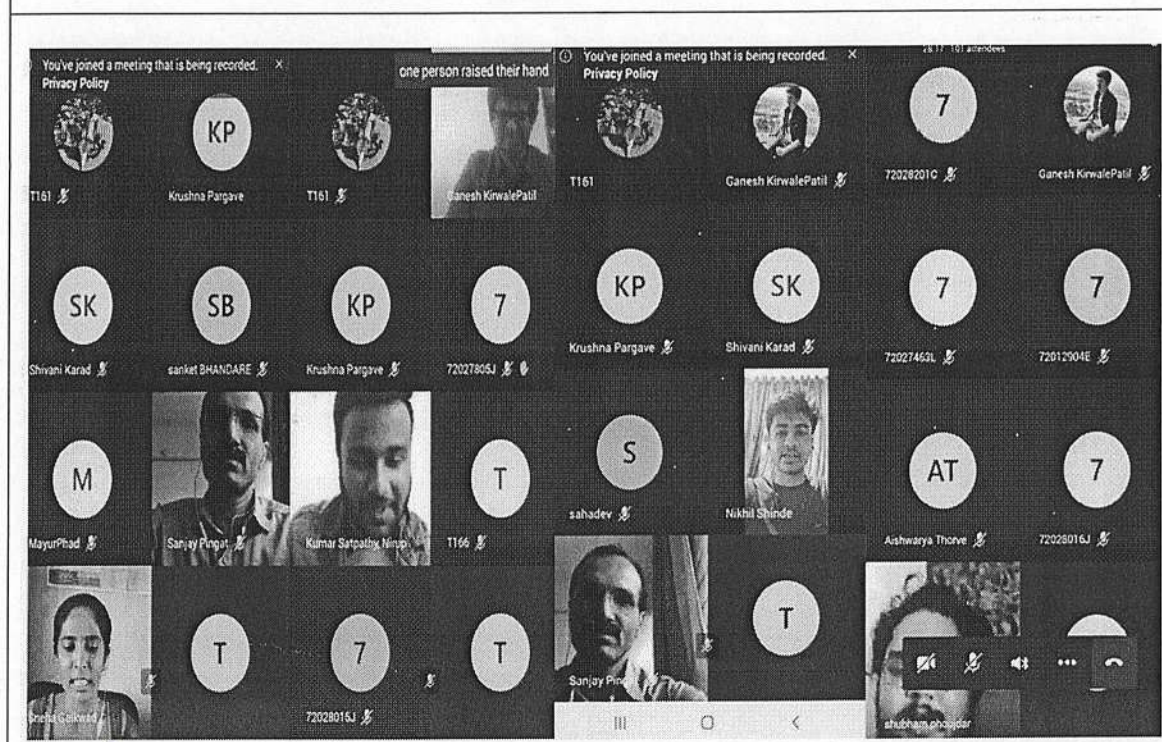 You've joined a meeting that is being recorded. ×
Privacy Policy
one person raised their hand
T161
KP
Krushna Pargave
T161
Ganesh KirwalePatil
SK
Shivani Karad
SB
sanket BHANDARE
KP
Krushna Pargave
7
72027805J
M
MayurPhad
Sanjay Pingat
Kumar Satpathy, Nirup
T
T166
Sneha Gaikwad
T
7
72028015J
T
You've joined a meeting that is being recorded. ×
Privacy Policy
T161
Ganesh KirwalePatil
KP
Krushna Pargave
SK
Shivani Karad
S
sahadev
Nikhil Shinde
Sanjay Pingat
T
28:17 101 attendees
7
72028201C
Ganesh KirwalePatil
7
72027463L
7
72012904E
AT
Aishwarya Thorve
7
72028016J
shubham.phoujdar